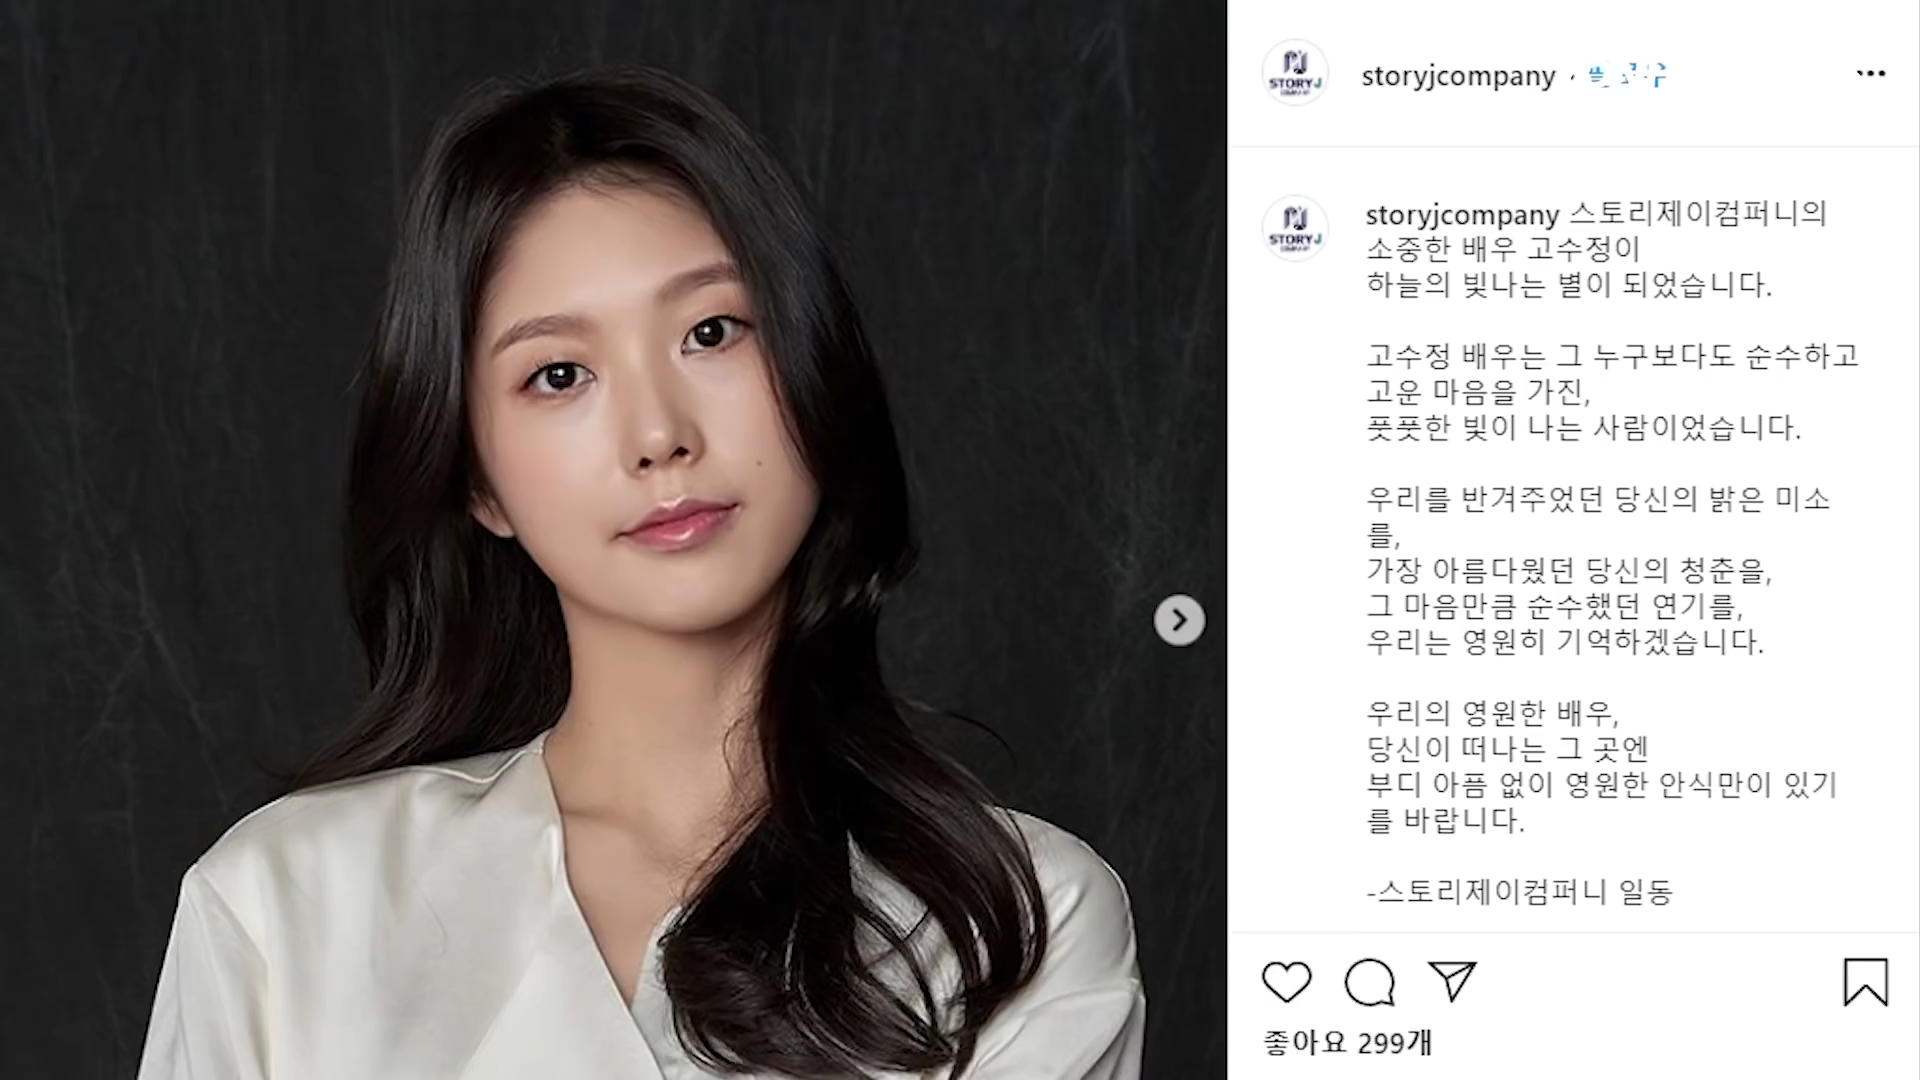 STORYJ
COMPANY
storyjcompany
STORYJ
COMPANY
storyjcompany 스토리제이컴퍼니의
소중한 배우 고수정이
하늘의 빛나는 별이 되었습니다.
고수정 배우는 그 누구보다도 순수하고
고운 마음을 가진,
풋풋한 빛이 나는 사람이었습니다.
우리를 반겨주었던 당신의 밝은 미소
를,
가장 아름다웠던 당신의 청춘을,
그 마음만큼 순수했던 연기를,
우리는 영원히 기억하겠습니다.
우리의 영원한 배우,
당신이 떠나는 그 곳엔
부디 아픔 없이 영원한 안식만이 있기
를 바랍니다.
-스토리제이컴퍼니 일동
좋아요 299개